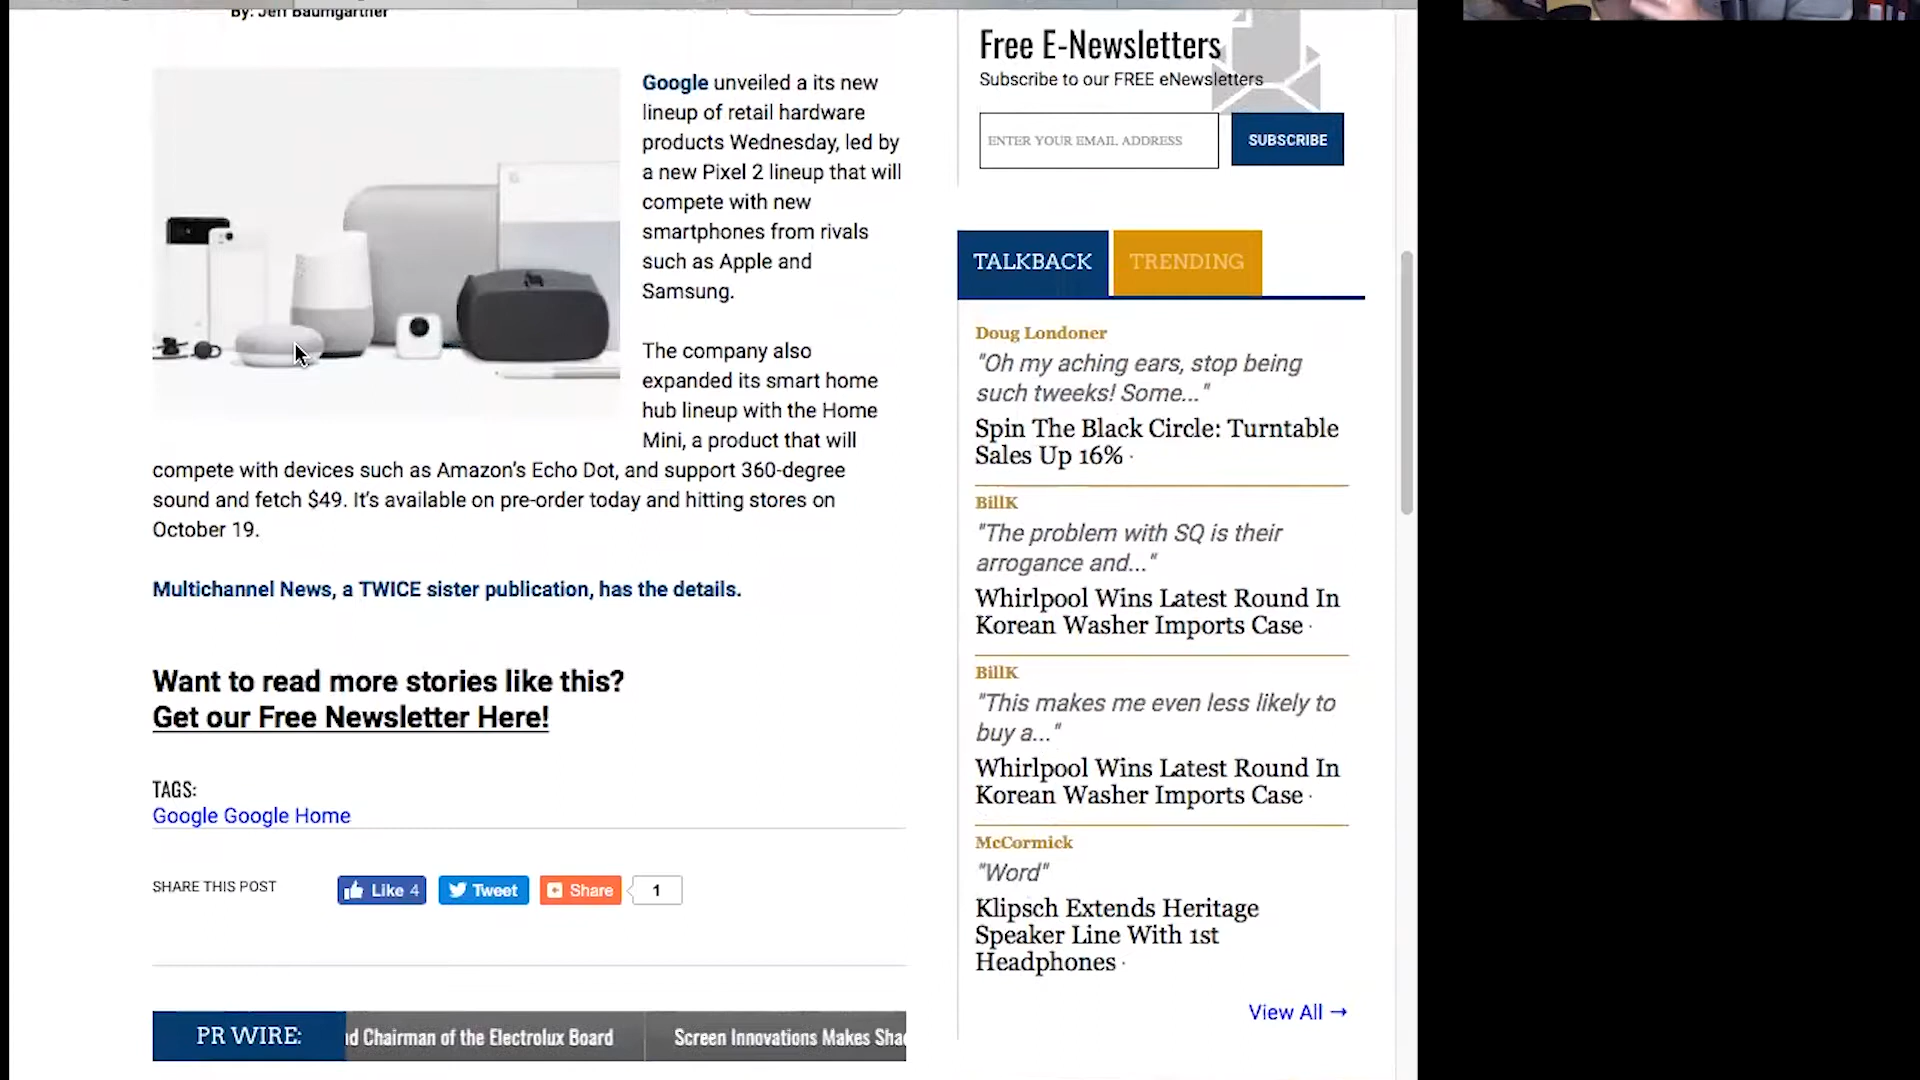 By: Jeff Baumgartner
Google unveiled a its new
lineup of retail hardware
products Wednesday, led by
a new Pixel 2 lineup that will
compete with new
smartphones from rivals
such as Apple and
Samsung.
The company also
expanded its smart home
hub lineup with the Home
Mini, a product that will
compete with devices such as Amazon’s Echo Dot, and support 360-degree
sound and fetch $49. It’s available on pre-order today and hitting stores on
October 19.
Multichannel News, a TWICE sister publication, has the details.
Want to read more stories like this?
Get our Free Newsletter Here!
TAGS:
Google Google Home
SHARE THIS POST
Like 4
Tweet
Share
1
PR WIRE:
d Chairman of the Electrolux Board
Screen Innovations Makes Sha
Free E-Newsletters
Subscribe to our FREE eNewsletters
ENTER YOUR EMAIL ADDRESS
SUBSCRIBE
TALKBACK
TRENDING
Doug Londoner
"Oh my aching ears, stop being
such tweeks! Some..."
Spin The Black Circle: Turntable
Sales Up 16% ·
BillK
"The problem with SQ is their
arrogance and..."
Whirlpool Wins Latest Round In
Korean Washer Imports Case ·
BillK
"This makes me even less likely to
buy a..."
Whirlpool Wins Latest Round In
Korean Washer Imports Case ·
McCormick
"Word"
Klipsch Extends Heritage
Speaker Line With 1st
Headphones ·
View All →